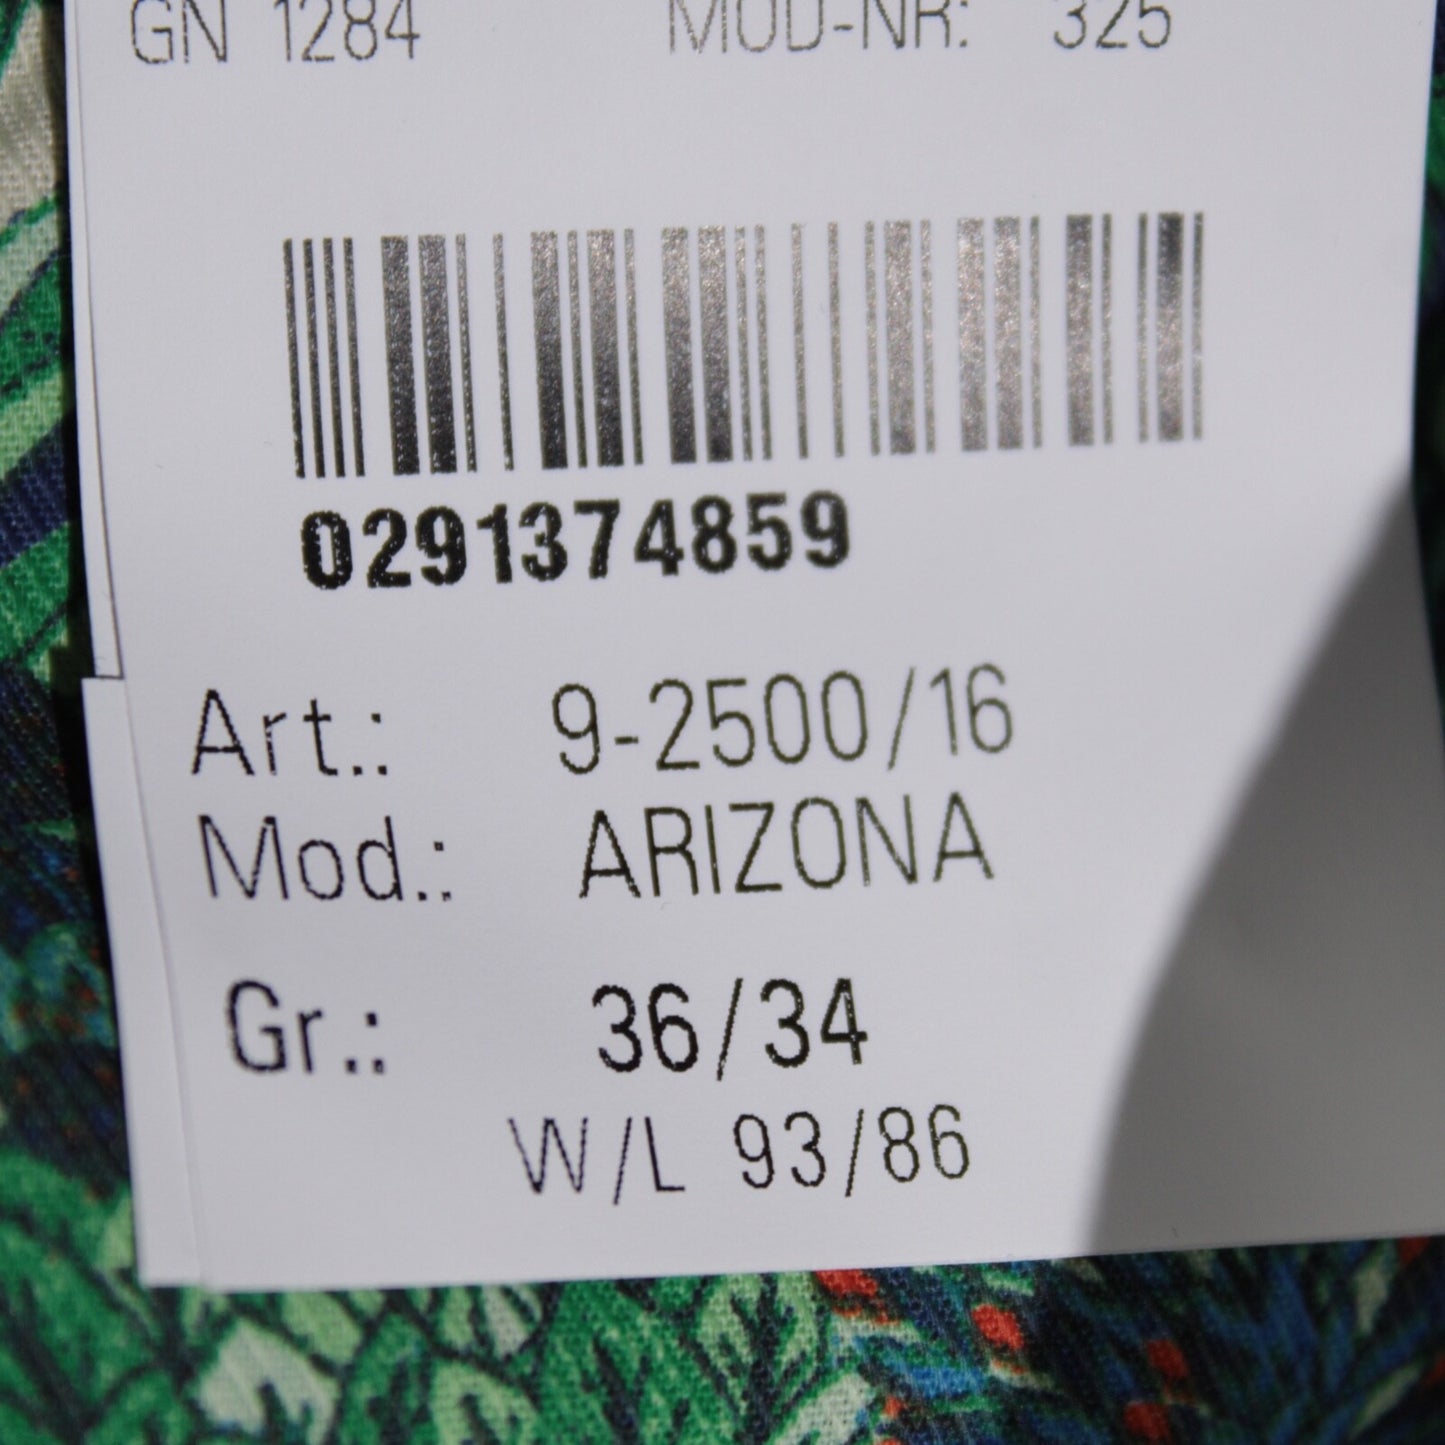 GN 1284 MOD-NR: 325
0291374859
Art.: 9-2500/16
Mod.: ARIZONA
Gr.: 36/34
W/L 93/86